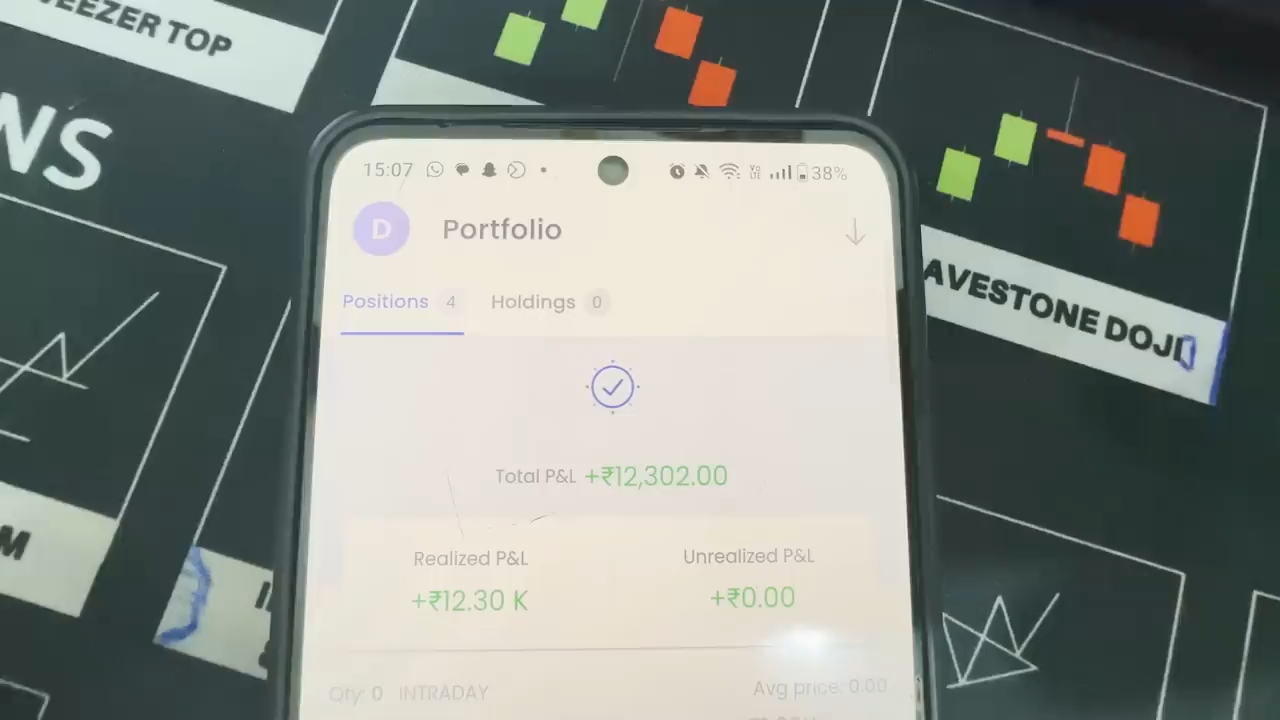 WEEZER TOP
NS
15:07
38%
D
Portfolio
Positions 4 Holdings 0
AVESTONE DOJI
Total P&L +₹12,302.00
Realized P&L Unrealized P&L
+₹12.30 K +₹0.00
M
Qty: 0 INTRADAY Avg price: 0.00